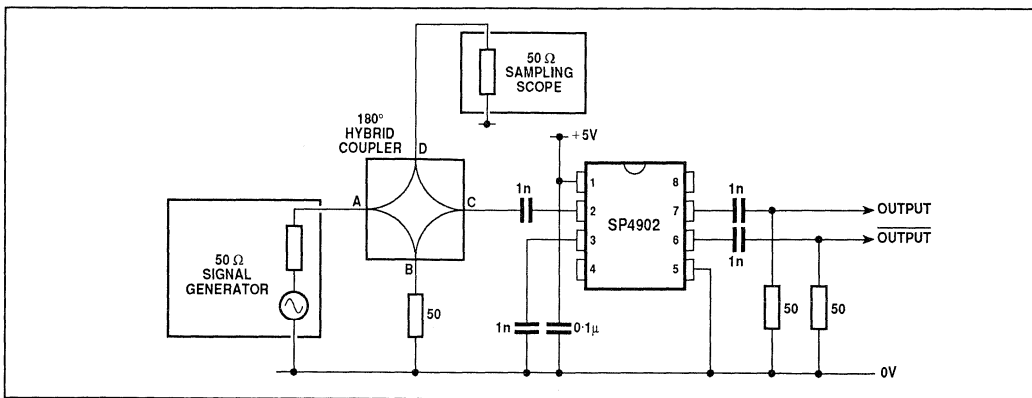 50 Ω
SAMPLING
SCOPE
180°
HYBRID
COUPLER
D
A
C
B
50 Ω
SIGNAL
GENERATOR
50
1n
1n
0·1µ
+5V
1
2
3
4
SP4902
8
7
6
5
1n
1n
OUTPUT
OUTPUT
50
50
0V